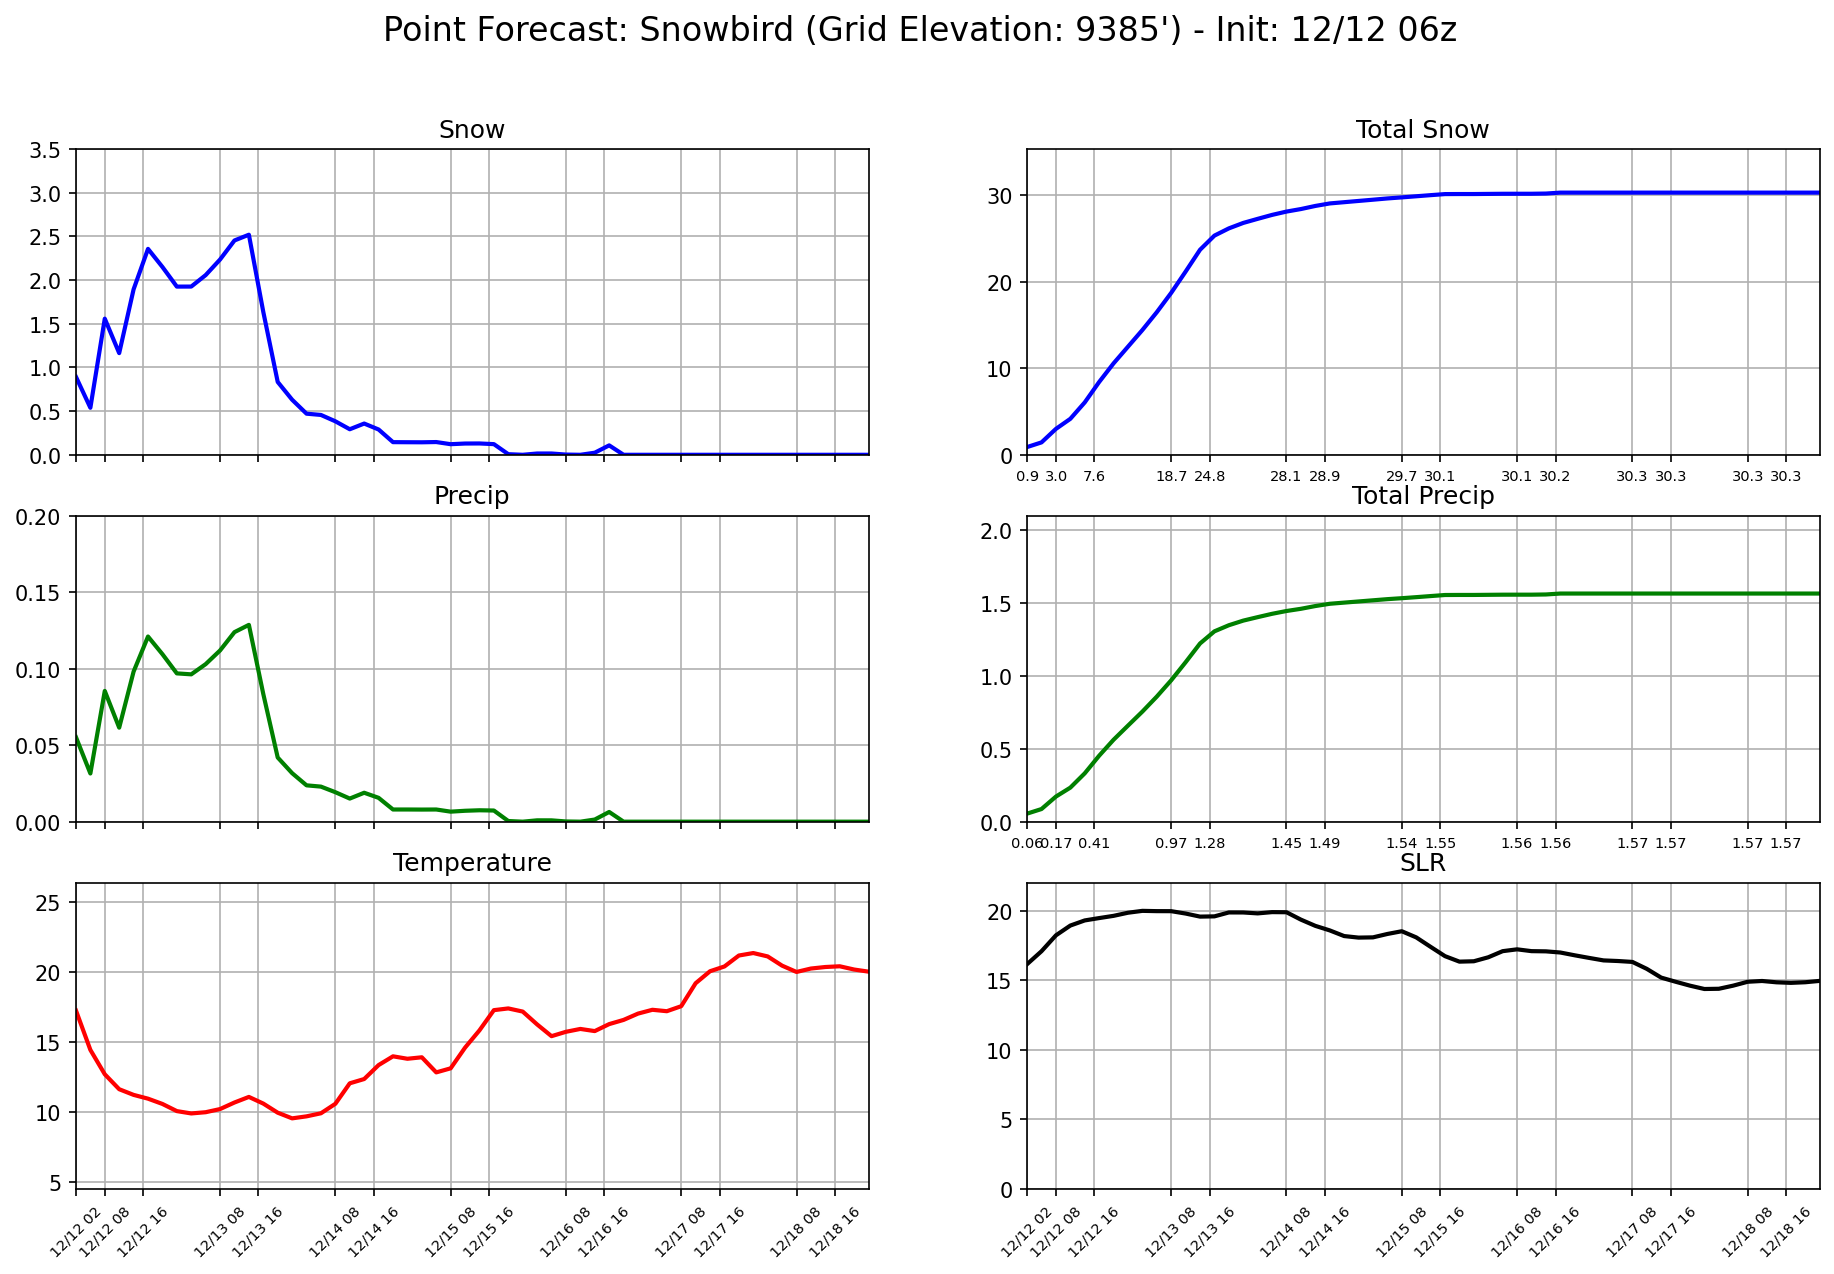 Point Forecast: Snowbird (Grid Elevation: 9385') - Init: 12/12 06z
Snow
3.5
3.0
2.5
2.0
1.5
1.0
0.5
0.0
Total Snow
30
20
10
0
0.9 3.0 7.6 18.7 24.8 28.1 28.9 29.7 30.1 30.1 30.2 30.3 30.3 30.3 30.3
Precip
0.20
0.15
0.10
0.05
0.00
Total Precip
2.0
1.5
1.0
0.5
0.0
0.06 0.17 0.41 0.97 1.28 1.45 1.49 1.54 1.55 1.56 1.56 1.57 1.57 1.57 1.57
Temperature
25
20
15
10
5
12/12 02 12/12 08 12/12 16 12/13 08 12/13 16 12/14 08 12/14 16 12/15 08 12/15 16 12/16 08 12/16 16 12/17 08 12/17 16 12/18 08 12/18 16
SLR
20
15
10
5
0
12/12 02 12/12 08 12/12 16 12/13 08 12/13 16 12/14 08 12/14 16 12/15 08 12/15 16 12/16 08 12/16 16 12/17 08 12/17 16 12/18 08 12/18 16